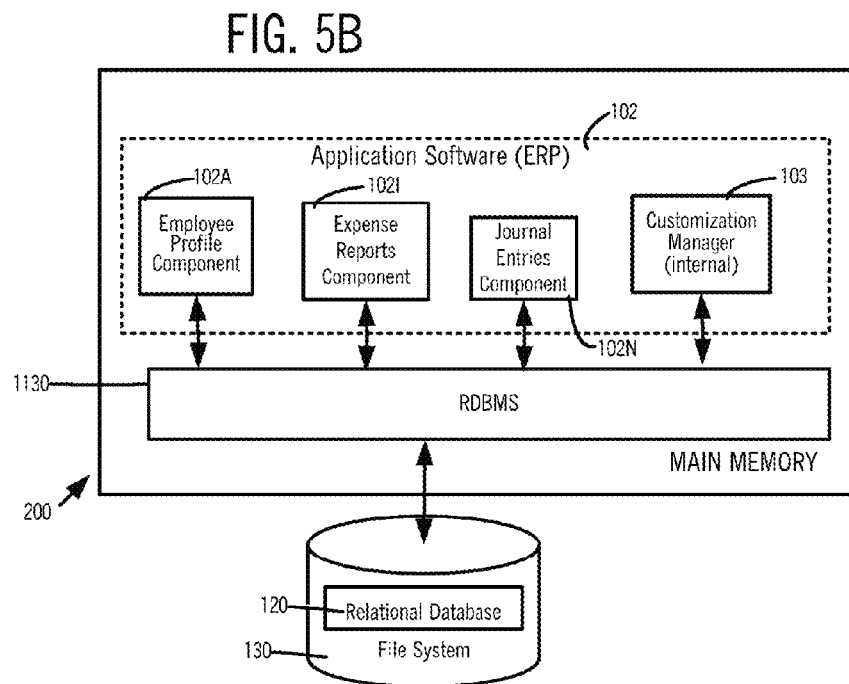 FIG. 5B
102
Application Software (ERP)
102A
102I
103
Employee
Profile
Component
Expense
Reports
Component
Journal
Entries
Component
Customization
Manager
(internal)
102N
1130
RDBMS
MAIN MEMORY
200
120
Relational Database
130
File System